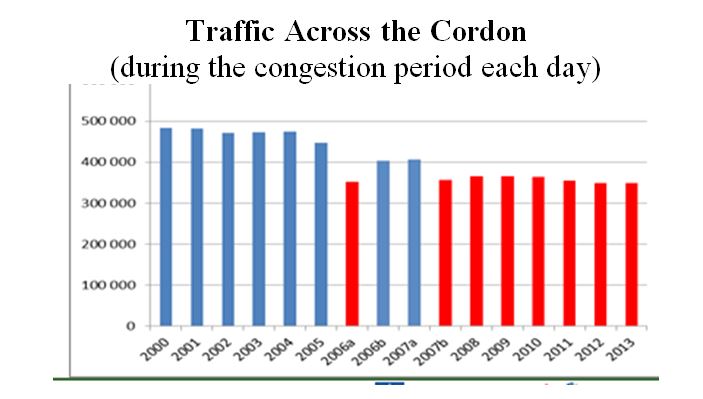 Traffic Across the Cordon
(during the congestion period each day)
500 000
400 000
300 000
200 000
100 000
0
2000 2001 2002 2003 2004 2005 2006a 2006b 2007a 2007b 2008 2009 2010 2011 2012 2013